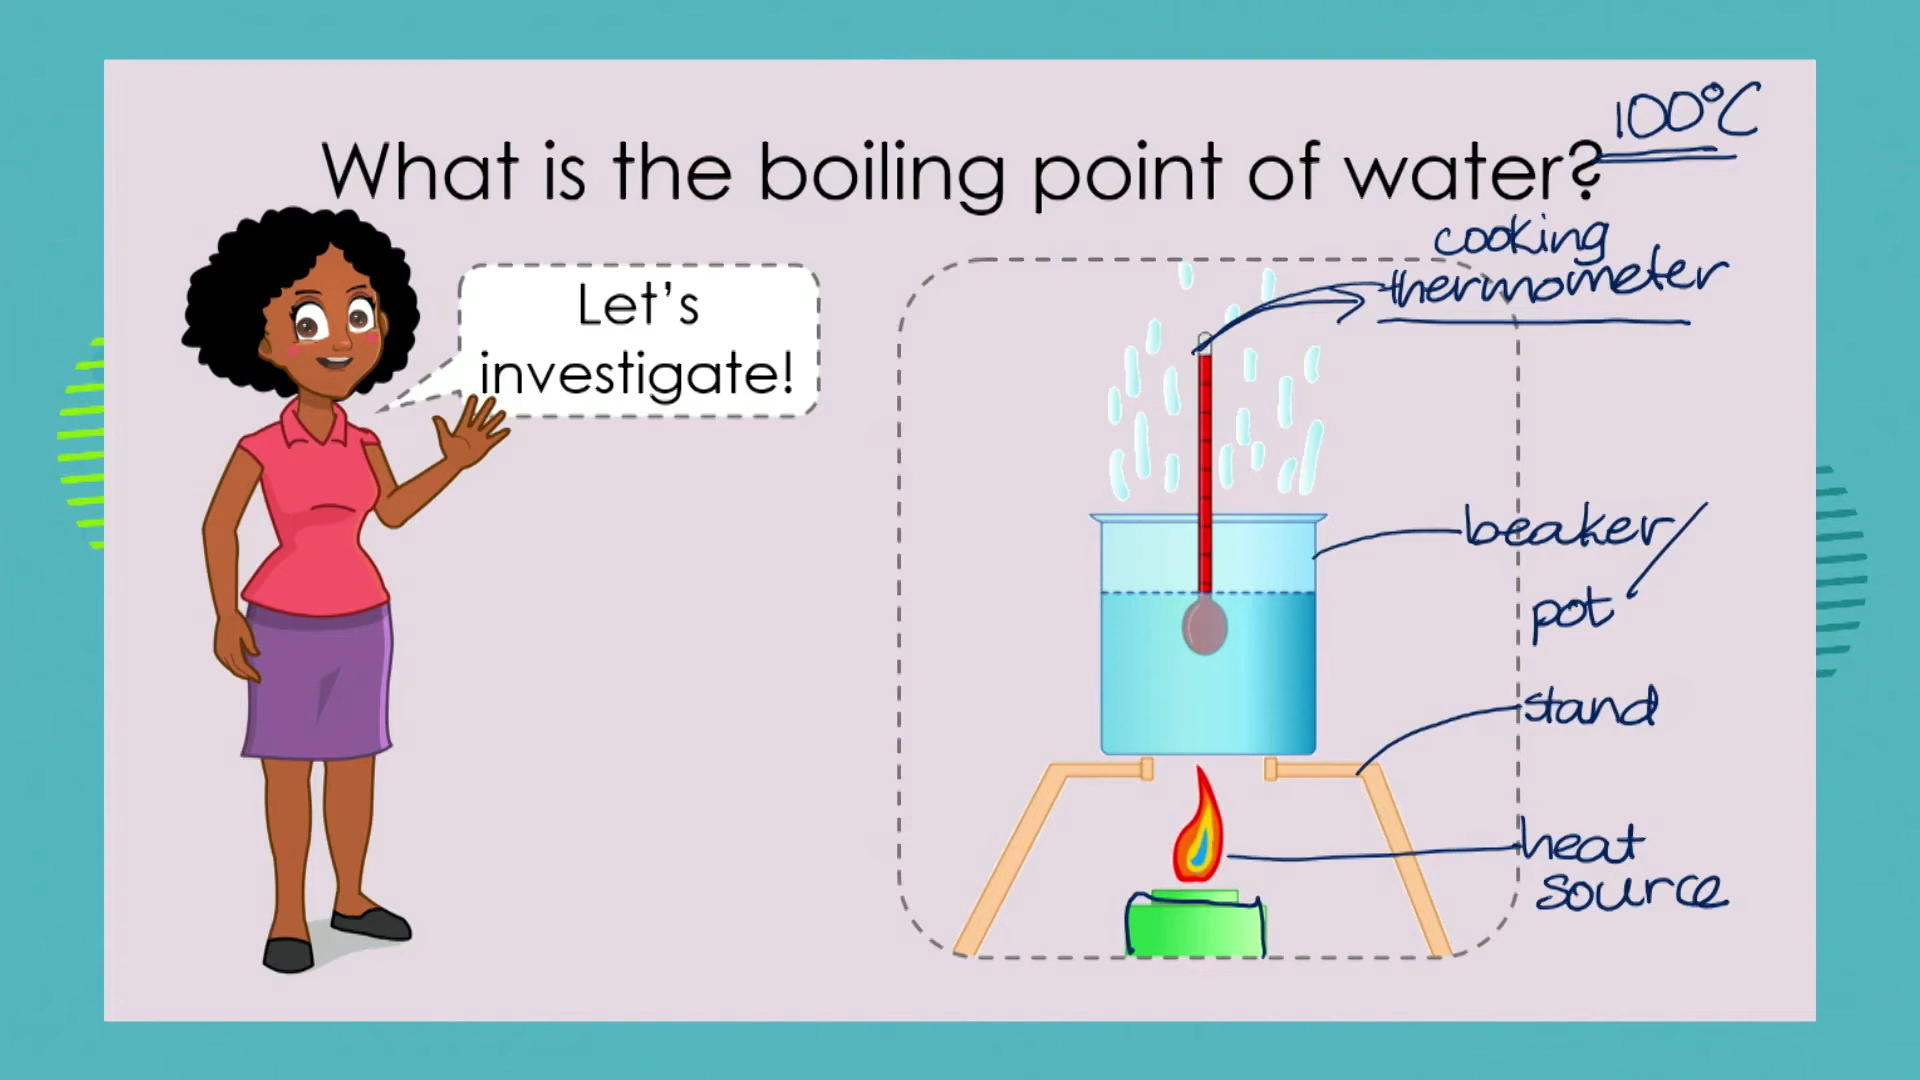 100°C
What is the boiling point of water?
Let's
investigate!
cooking
thermometer
beaker/
pot
stand
heat
source